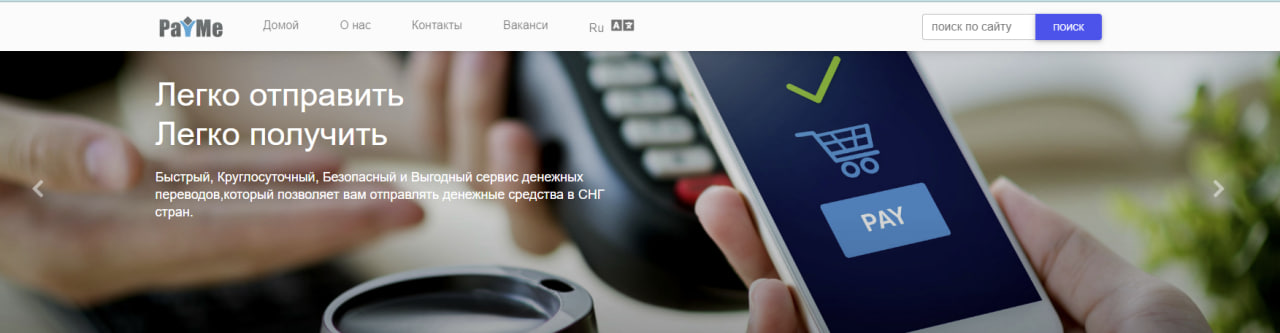 PaYMe Домой О нас Контакты Ваканси Ru поиск по сайту поиск
Легко отправить
Легко получить
Быстрый, Круглосуточный, Безопасный и Выгодный сервис денежных
переводов,который позволяет вам отправлять денежные средства в СНГ
стран.
PAY